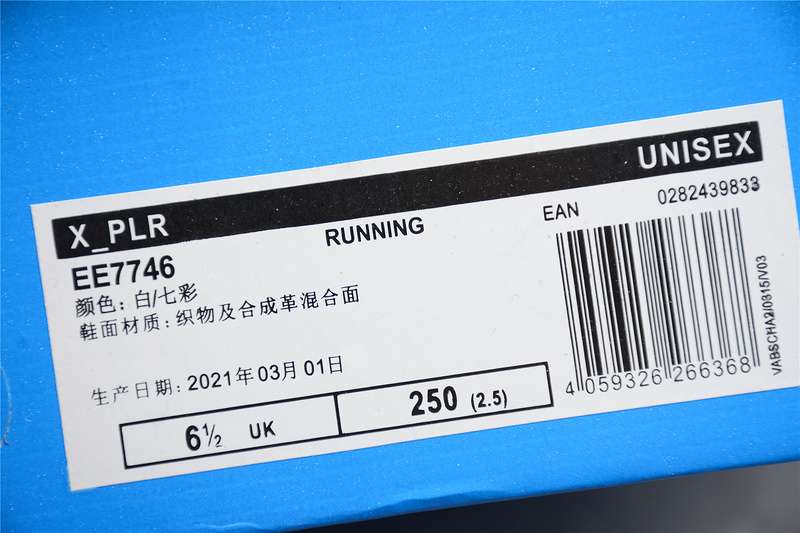 UNISEX
X_PLR
RUNNING
EAN
0282439833
EE7746
颜色: 白/七彩
鞋面材质: 织物及合成革混合面
生产日期: 2021年03月01日
6½ UK
250 (2.5)
4 059326 266368
VABSCHA2/0315/V03